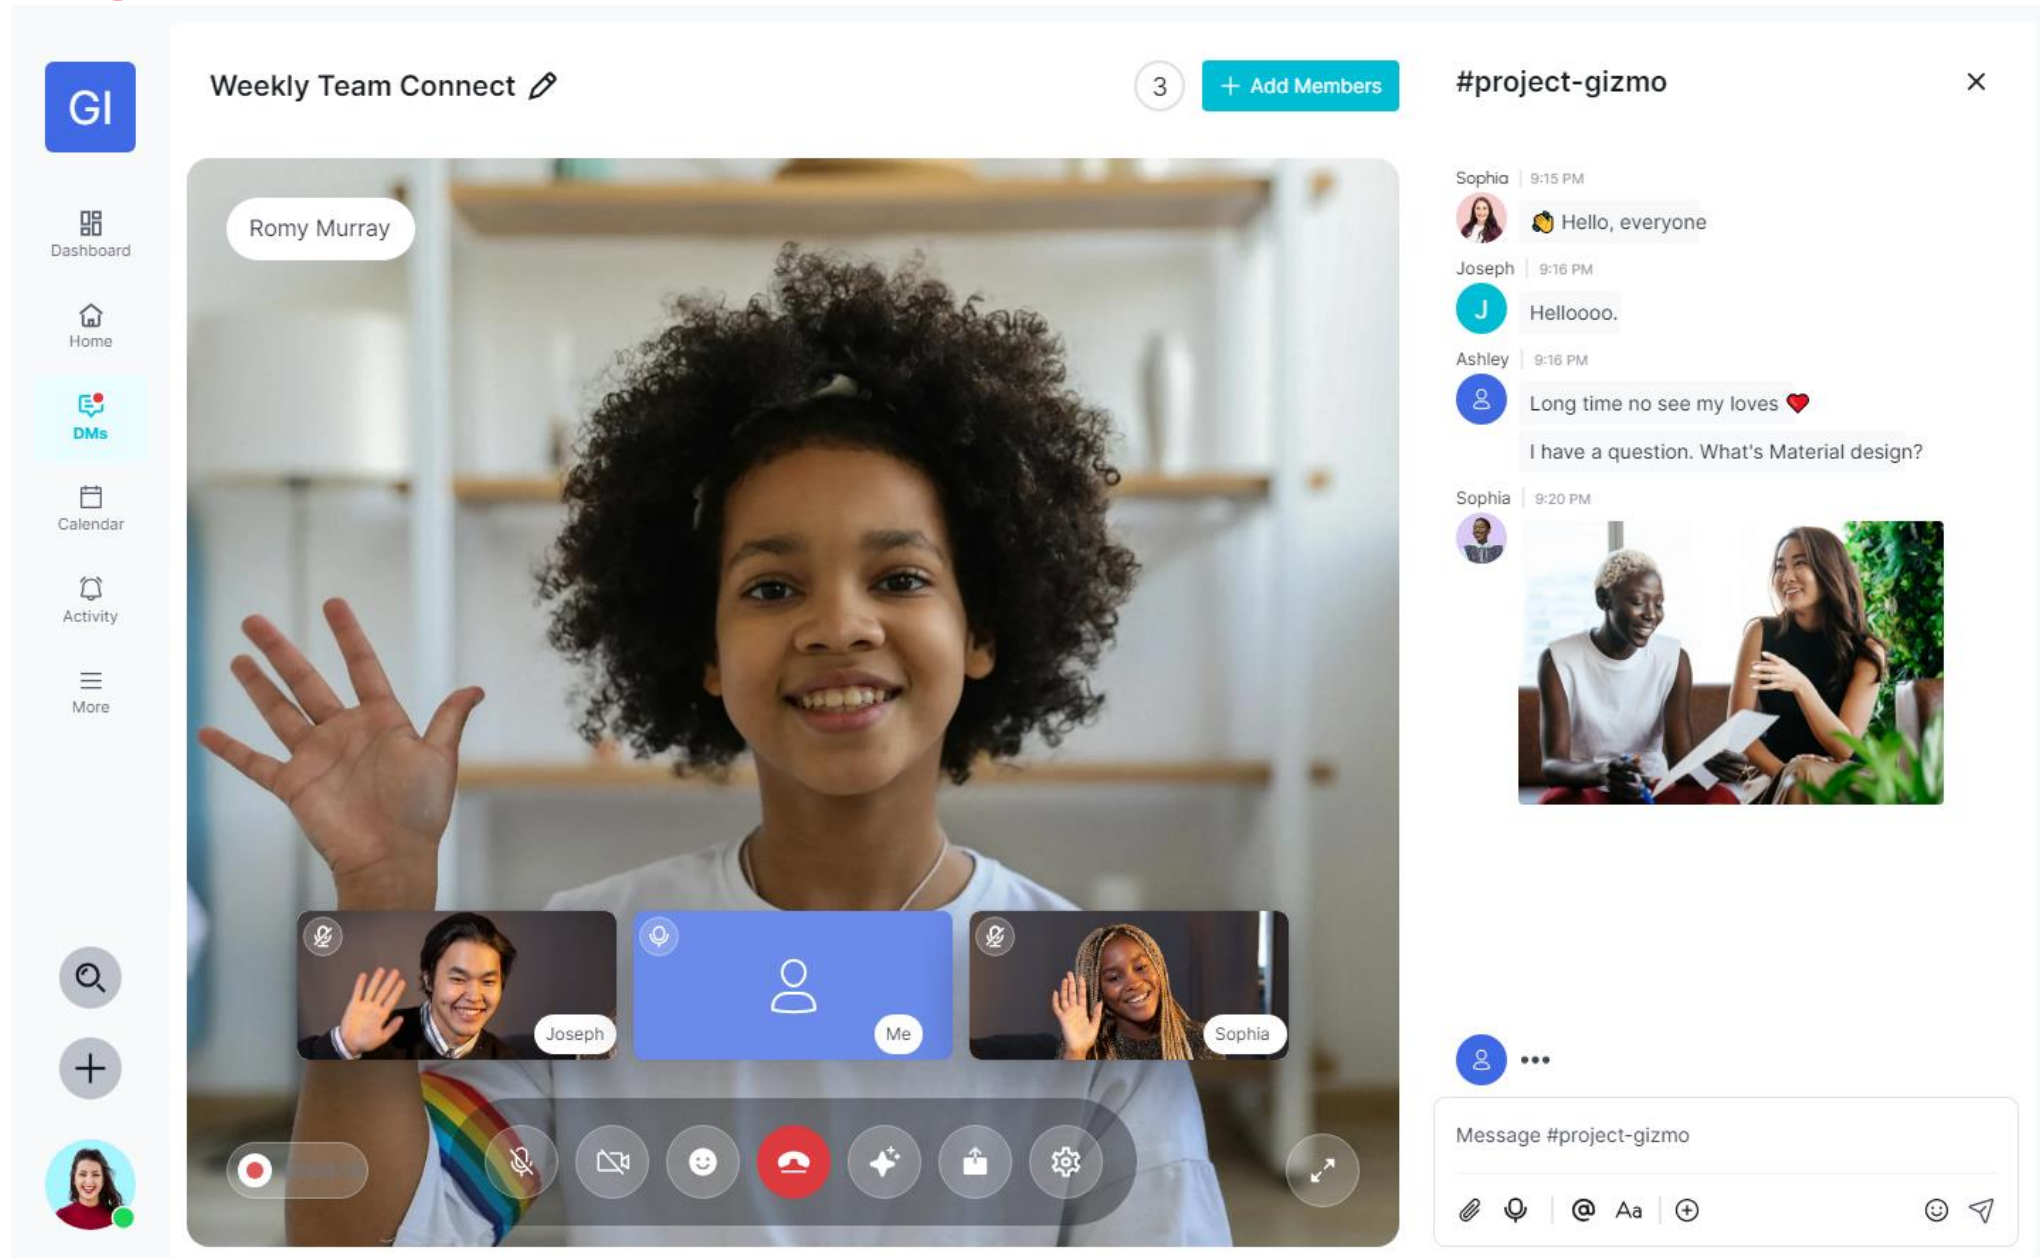 GI
Dashboard
Home
DMs
Calendar
Activity
More
Weekly Team Connect
3
+ Add Members
Romy Murray
Joseph
Me
Sophia
#project-gizmo
Sophia 9:15 PM
👏 Hello, everyone
Joseph 9:16 PM
J
Helloooo.
Ashley 9:16 PM
Long time no see my loves ❤️
I have a question. What's Material design?
Sophia 9:20 PM
Message #project-gizmo
@ Aa